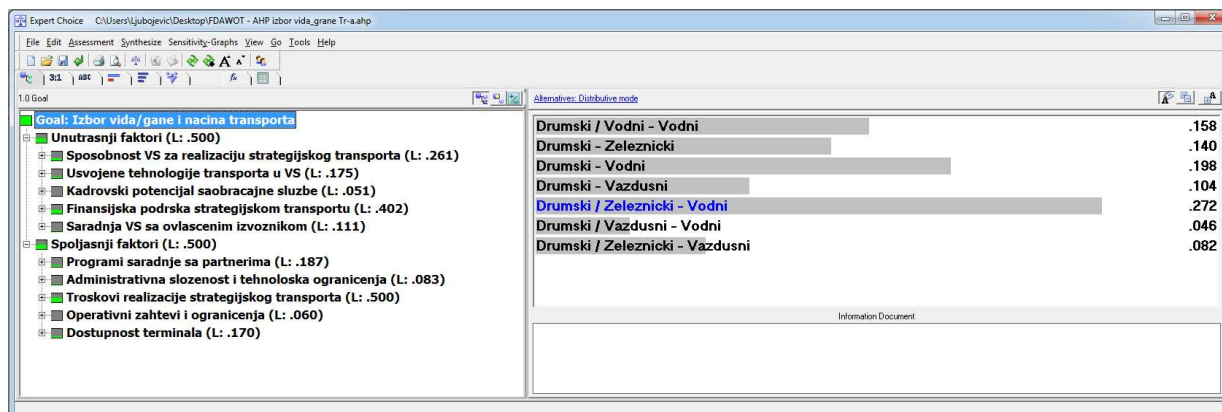 Expert Choice C:\Users\Ljubojevic\Desktop\FDAWOT - AHP izbor vida_grane Tr-a.ahp
File Edit Assessment Synthesize Sensitivity-Graphs View Go Tools Help
3:1 ABC
1.0 Goal
Goal: Izbor vida/gane i nacina transporta
Unutrasnji faktori (L: .500)
Sposobnost VS za realizaciju strategijskog transporta (L: .261)
Usvojene tehnologije transporta u VS (L: .175)
Kadrovski potencijal saobracajne sluzbe (L: .051)
Finansijska podrska strategijskom transportu (L: .402)
Saradnja VS sa ovlascenim izvoznikom (L: .111)
Spoljasnji faktori (L: .500)
Programi saradnje sa partnerima (L: .187)
Administrativna slozenost i tehnoloska ogranicenja (L: .083)
Troskovi realizacije strategijskog transporta (L: .500)
Operativni zahtevi i ogranicenja (L: .060)
Dostupnost terminala (L: .170)
Alternatives: Distributive mode
Drumski / Vodni - Vodni .158
Drumski - Zeleznicki .140
Drumski - Vodni .198
Drumski - Vazdusni .104
Drumski / Zeleznicki - Vodni .272
Drumski / Vazdusni - Vodni .046
Drumski / Zeleznicki - Vazdusni .082
Information Document